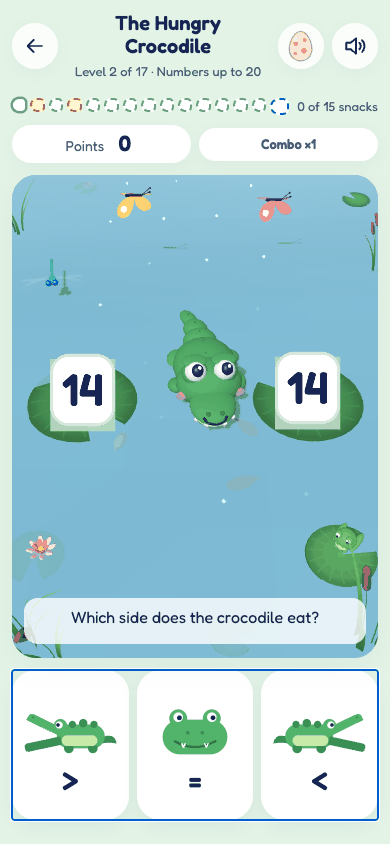 The Hungry
Crocodile
Level 2 of 17 · Numbers up to 20
0 of 15 snacks
Points 0
Combo ×1
14
14
Which side does the crocodile eat?
> = <